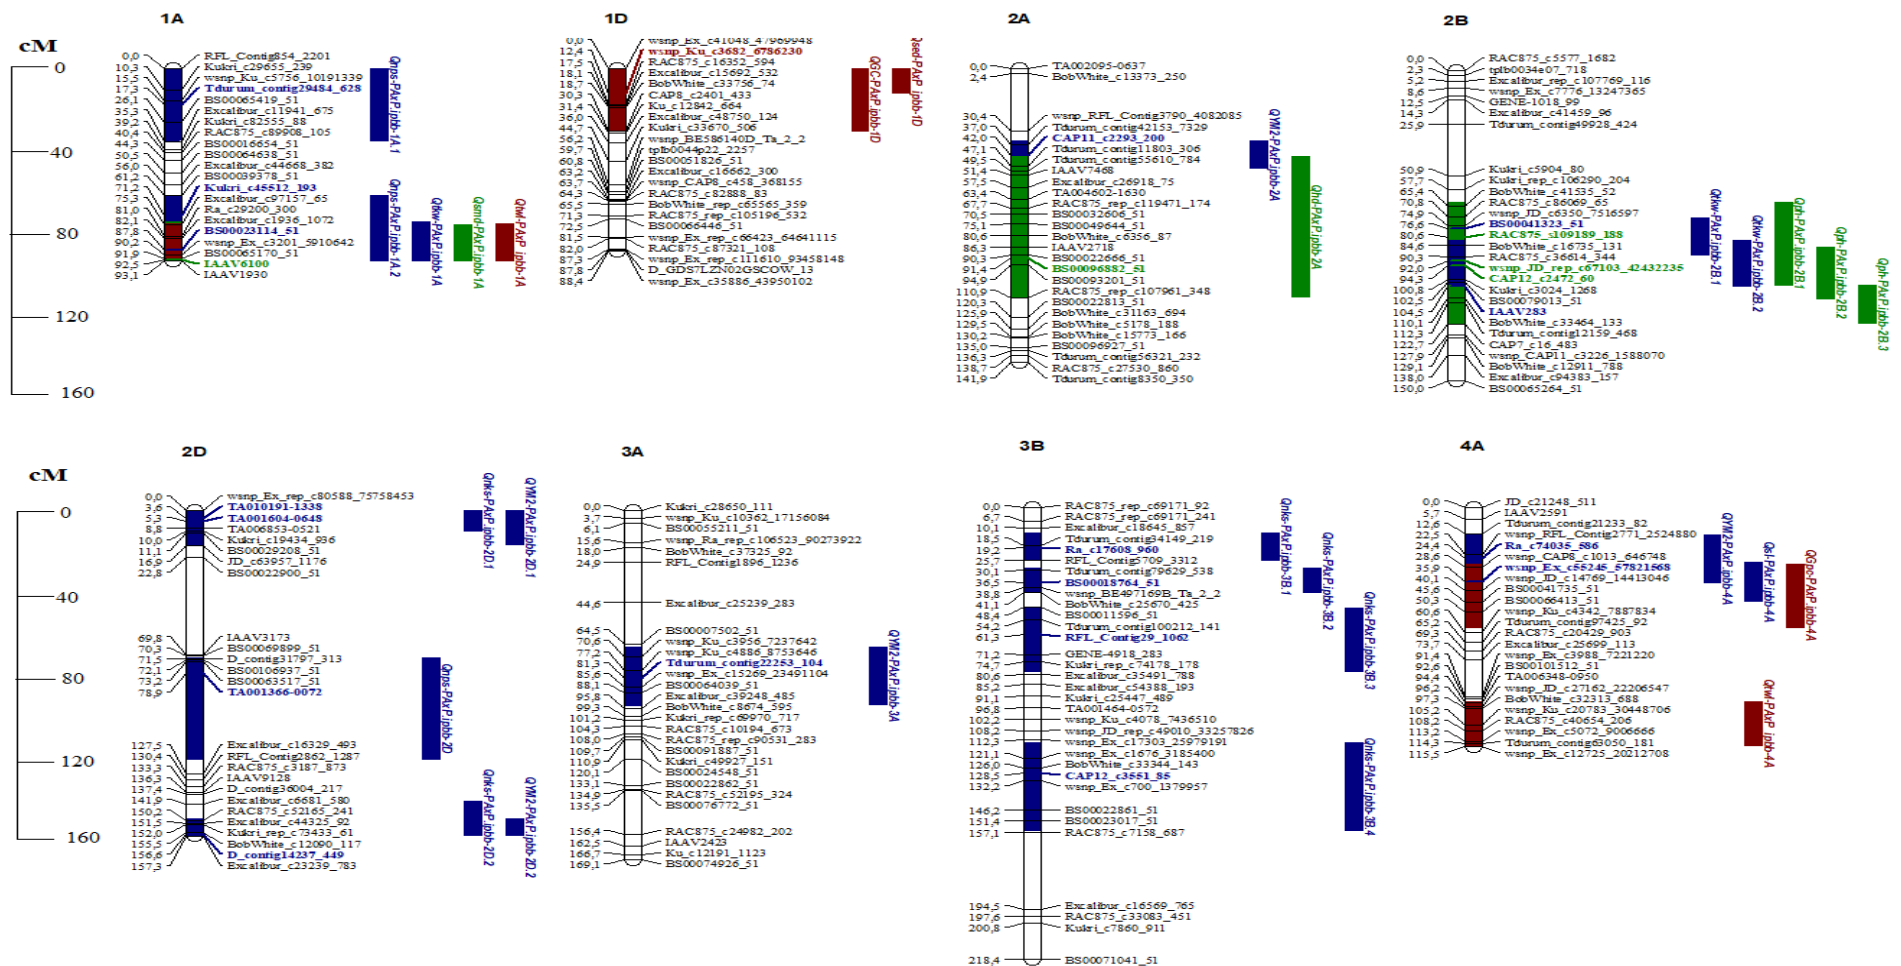 1A
1D
2A
2B
cM
0
40
80
120
160
0,0 RFL_Contig854_2201
10,3 Kukri_c29655_239
15,5 wsnp_Ku_c5756_10191339
17,3 Tdurum_contig29484_628
26,1 BS00065419_51
35,3 Excalibur_c11941_675
39,2 Kukri_c82555_88
40,4 RAC875_c89908_105
44,3 BS00016654_51
50,5 BS00064638_51
56,0 Excalibur_c44668_382
61,2 BS00039378_51
71,2 Kukri_c45512_193
75,3 Excalibur_c97157_65
81,0 Ra_c29200_300
82,1 Excalibur_c1936_1072
87,8 BS00023114_51
90,2 wsnp_Ex_c3201_5910642
91,9 BS00065170_51
92,5 IAAV6100
93,1 IAAV1930
Qnps-PAxP.ipbb-1A.1
Qnps-PAxP.ipbb-1A.2
Qtkw-PAxP.ipbb-1A
Qsmd-PAxP.ipbb-1A
Qtwl-PAxP.ipbb-1A
0,0 wsnp_Ex_c41048_47969948
12,4 wsnp_Ku_c3682_6786230
17,5 RAC875_c16352_594
18,1 Excalibur_c15692_532
18,7 BobWhite_c33756_74
30,3 CAP8_c2401_433
31,4 Ku_c12842_664
36,0 Excalibur_c48750_124
44,7 Kukri_c33670_506
56,2 wsnp_BE586140D_Ta_2_2
59,7 tplb0044p22_2257
60,8 BS00051826_51
63,2 Excalibur_c16662_300
63,7 wsnp_CAP8_c458_368155
64,3 RAC875_c82888_83
65,5 BobWhite_rep_c65565_359
71,3 RAC875_rep_c105196_532
72,5 BS00066446_51
81,5 wsnp_Ex_rep_c66423_64641115
82,0 RAC875_c87321_108
87,3 wsnp_Ex_rep_c111610_93458148
87,8 D_GDS7LZN02GSCOW_13
88,4 wsnp_Ex_c35886_43950102
QGC-PAxP.ipbb-1D
Qsed-PAxP.ipbb-1D
0,0 TA002095-0637
2,4 BobWhite_c13373_250
30,4 wsnp_RFL_Contig3790_4082085
37,0 Tdurum_contig42153_7329
42,0 CAP11_c2293_200
47,1 Tdurum_contig11803_306
49,5 Tdurum_contig55610_784
51,4 IAAV7468
57,5 Excalibur_c26918_75
63,4 TA004602-1630
67,7 RAC875_rep_c119471_174
70,5 BS00032606_51
75,1 BS00049644_51
80,6 BobWhite_c6356_87
86,3 IAAV2718
90,3 BS00022666_51
91,4 BS00096882_51
94,9 BS00093201_51
110,9 RAC875_rep_c107961_348
120,3 BS00022813_51
125,9 BobWhite_c31163_694
129,5 BobWhite_c5178_188
130,2 BobWhite_c15773_166
135,0 BS00096927_51
136,3 Tdurum_contig56321_232
138,7 RAC875_c27530_860
141,9 Tdurum_contig8350_350
QYM2-PAxP.ipbb-2A
Qhd-PAxP.ipbb-2A
0,0 RAC875_c5577_1682
2,3 tplb0034e07_718
5,2 Excalibur_rep_c107769_116
8,6 wsnp_Ex_c7776_13247365
12,5 GENE-1018_99
14,3 Excalibur_c41459_96
25,9 Tdurum_contig49928_424
50,9 Kukri_c5904_80
57,7 Kukri_rep_c106290_204
65,4 BobWhite_c41535_52
70,8 RAC875_c86069_65
74,9 wsnp_JD_c6350_7516597
76,6 BS00041323_51
80,6 RAC875_s109189_188
84,6 BobWhite_c16735_131
90,3 RAC875_c36614_344
92,0 wsnp_JD_rep_c67103_42432235
94,3 CAP12_c2472_60
100,8 Kukri_c3024_1268
102,5 BS00079013_51
104,5 IAAV283
110,1 BobWhite_c33464_133
112,3 Tdurum_contig12159_468
122,7 CAP7_c16_483
127,9 wsnp_CAP11_c3226_1588070
129,1 BobWhite_c12911_788
138,0 Excalibur_c94383_157
150,0 BS00065264_51
Qtkw-PAxP.ipbb-2B.1
Qtkw-PAxP.ipbb-2B.2
Qph-PAxP.ipbb-2B.1
Qph-PAxP.ipbb-2B.2
Qph-PAxP.ipbb-2B.3
2D
3A
3B
4A
cM
0
40
80
120
160
0,0 wsnp_Ex_rep_c80588_75758453
3,6 TA010191-1338
5,3 TA001604-0648
8,8 TA006853-0521
10,0 Kukri_c19434_936
11,1 BS00029208_51
16,9 JD_c63957_1176
22,8 BS00022900_51
69,8 IAAV3173
70,3 BS00069899_51
71,5 D_contig31797_313
72,1 BS00106937_51
73,2 BS00063517_51
78,9 TA001366-0072
127,5 Excalibur_c16329_493
130,4 RFL_Contig2862_1287
133,3 RAC875_c3187_873
136,3 IAAV9128
137,4 D_contig36004_217
141,9 Excalibur_c6681_580
150,2 RAC875_c52165_241
151,5 Excalibur_c44325_92
152,0 Kukri_rep_c73433_61
155,5 BobWhite_c12090_117
156,6 D_contig14237_449
157,3 Excalibur_c23239_783
Qnks-PAxP.ipbb-2D.1
QYM2-PAxP.ipbb-2D.1
Qnps-PAxP.ipbb-2D
Qnks-PAxP.ipbb-2D.2
QYM2-PAxP.ipbb-2D.2
0,0 Kukri_c28650_111
3,7 wsnp_Ku_c10362_17156084
6,1 BS00055211_51
15,6 wsnp_Ra_rep_c106523_90273922
18,0 BobWhite_c37325_92
24,9 RFL_Contig1896_1236
44,6 Excalibur_c25239_283
64,5 BS00007502_51
70,6 wsnp_Ku_c3956_7237642
77,2 wsnp_Ku_c4886_8753646
81,3 Tdurum_contig22253_104
85,6 wsnp_Ex_c15269_23491104
88,1 BS00064039_51
95,8 Excalibur_c39248_485
99,3 BobWhite_c8674_595
101,2 Kukri_rep_c69970_717
104,3 RAC875_c10194_673
108,0 RAC875_rep_c90531_283
109,7 BS00091887_51
110,9 Kukri_c49927_151
120,1 BS00024548_51
133,1 BS00022862_51
134,9 RAC875_c52195_324
135,5 BS00076772_51
156,4 RAC875_c24982_202
162,5 IAAV2423
166,7 Ku_c12191_1123
169,1 BS00074926_51
QYM2-PAxP.ipbb-3A
0,0 RAC875_rep_c69171_92
6,7 RAC875_rep_c69171_241
10,1 Excalibur_c18645_857
18,5 Tdurum_contig34149_219
19,2 Ra_c17608_960
25,7 RFL_Contig5709_3312
30,1 Tdurum_contig79629_538
36,5 BS00018764_51
38,8 wsnp_BE497169B_Ta_2_2
41,1 BobWhite_c25670_425
48,4 BS00011596_51
54,2 Tdurum_contig100212_141
61,3 RFL_Contig29_1062
71,2 GENE-4918_283
74,7 Kukri_rep_c74178_178
80,6 Excalibur_c35491_788
85,2 Excalibur_c54388_193
91,1 Kukri_c25447_489
96,8 TA001464-0572
102,2 wsnp_Ku_c4078_7436510
108,2 wsnp_JD_rep_c49010_33257826
112,3 wsnp_Ex_c17303_25979191
121,1 wsnp_Ex_c1676_3185400
126,0 BobWhite_c33344_143
128,5 CAP12_c3551_85
132,2 wsnp_Ex_c700_1379957
146,2 BS00022861_51
151,4 BS00023017_51
157,1 RAC875_c7158_687
194,5 Excalibur_c16569_765
197,6 RAC875_c33083_451
200,8 Kukri_c7860_911
218,4 BS00071041_51
Qnks-PAxP.ipbb-3B.1
Qnks-PAxP.ipbb-3B.2
Qnks-PAxP.ipbb-3B.3
Qnks-PAxP.ipbb-3B.4
0,0 JD_c21248_511
5,7 IAAV2591
12,6 Tdurum_contig21233_82
22,5 wsnp_RFL_Contig2771_2524880
24,4 Ra_c74035_586
28,6 wsnp_CAP8_c1013_646748
35,9 wsnp_Ex_c55245_57821568
40,1 wsnp_JD_c14769_14413046
45,6 BS00041735_51
50,3 BS00066413_51
60,6 wsnp_Ku_c4342_7887834
65,2 Tdurum_contig97425_92
69,3 RAC875_c20429_903
73,7 Excalibur_c25699_113
91,4 wsnp_Ex_c3988_7221220
92,6 BS00101512_51
94,4 TA006348-0950
96,2 wsnp_JD_c27162_22206547
97,3 BobWhite_c32313_688
105,2 wsnp_Ku_c20783_30448706
108,2 RAC875_c40654_206
113,2 wsnp_Ex_c5072_9006666
114,3 Tdurum_contig63050_181
115,5 wsnp_Ex_c12725_20212708
QYM2-PAxP.ipbb-4A
Qsl-PAxP.ipbb-4A
QGpc-PAxP.ipbb-4A
Qtwl-PAxP.ipbb-4A